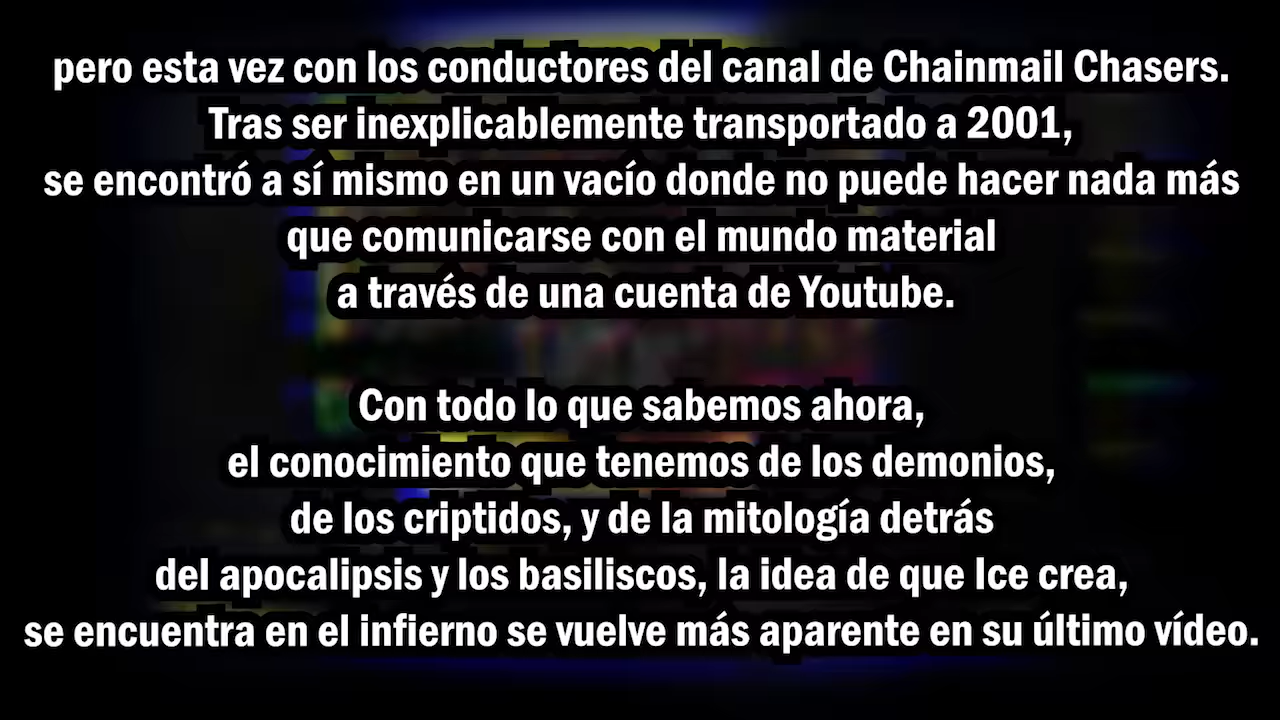 pero esta vez con los conductores del canal de Chainmail Chasers.
Tras ser inexplicablemente transportado a 2001,
se encontró a sí mismo en un vacío donde no puede hacer nada más
que comunicarse con el mundo material
a través de una cuenta de Youtube.
Con todo lo que sabemos ahora,
el conocimiento que tenemos de los demonios,
de los criptidos, y de la mitología detrás
del apocalipsis y los basiliscos, la idea de que Ice crea,
se encuentra en el infierno se vuelve más aparente en su último vídeo.